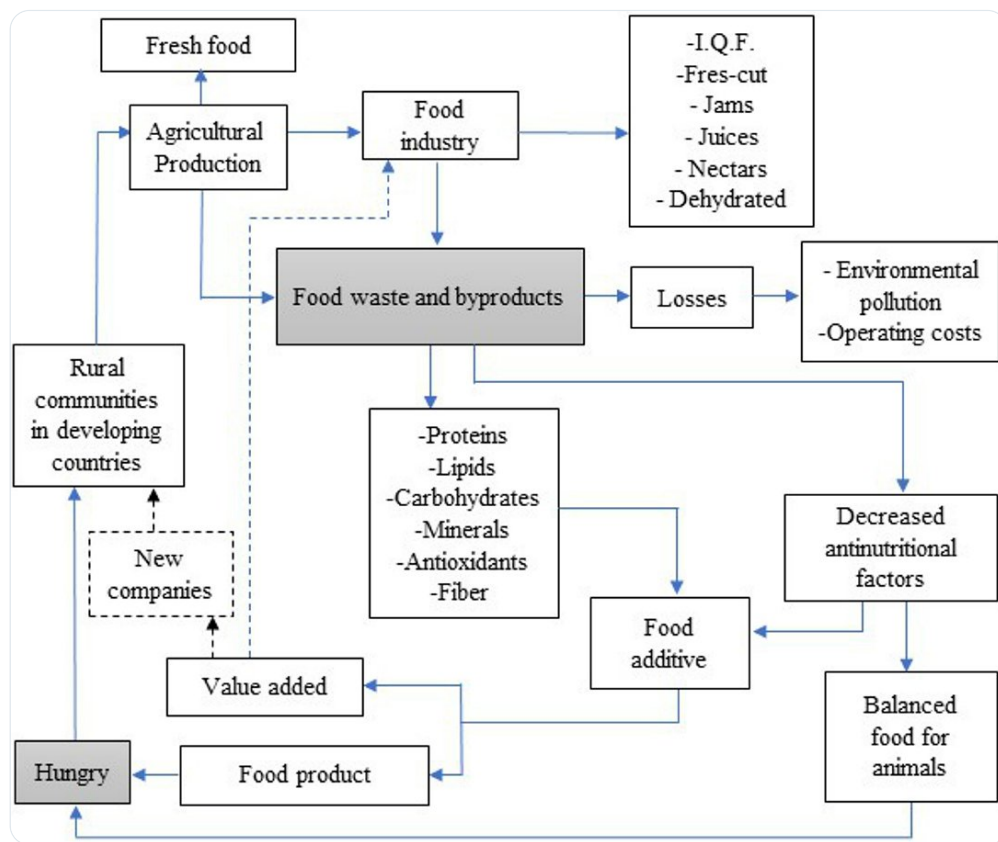 Fresh food
Agricultural
Production
Food
industry
-I.Q.F.
-Fres-cut
- Jams
- Juices
- Nectars
- Dehydrated
Food waste and byproducts
Losses
- Environmental
pollution
-Operating costs
Rural
communities
in developing
countries
-Proteins
-Lipids
-Carbohydrates
-Minerals
-Antioxidants
-Fiber
Decreased
antinutritional
factors
New
companies
Food
additive
Value added
Balanced
food for
animals
Hungry
Food product